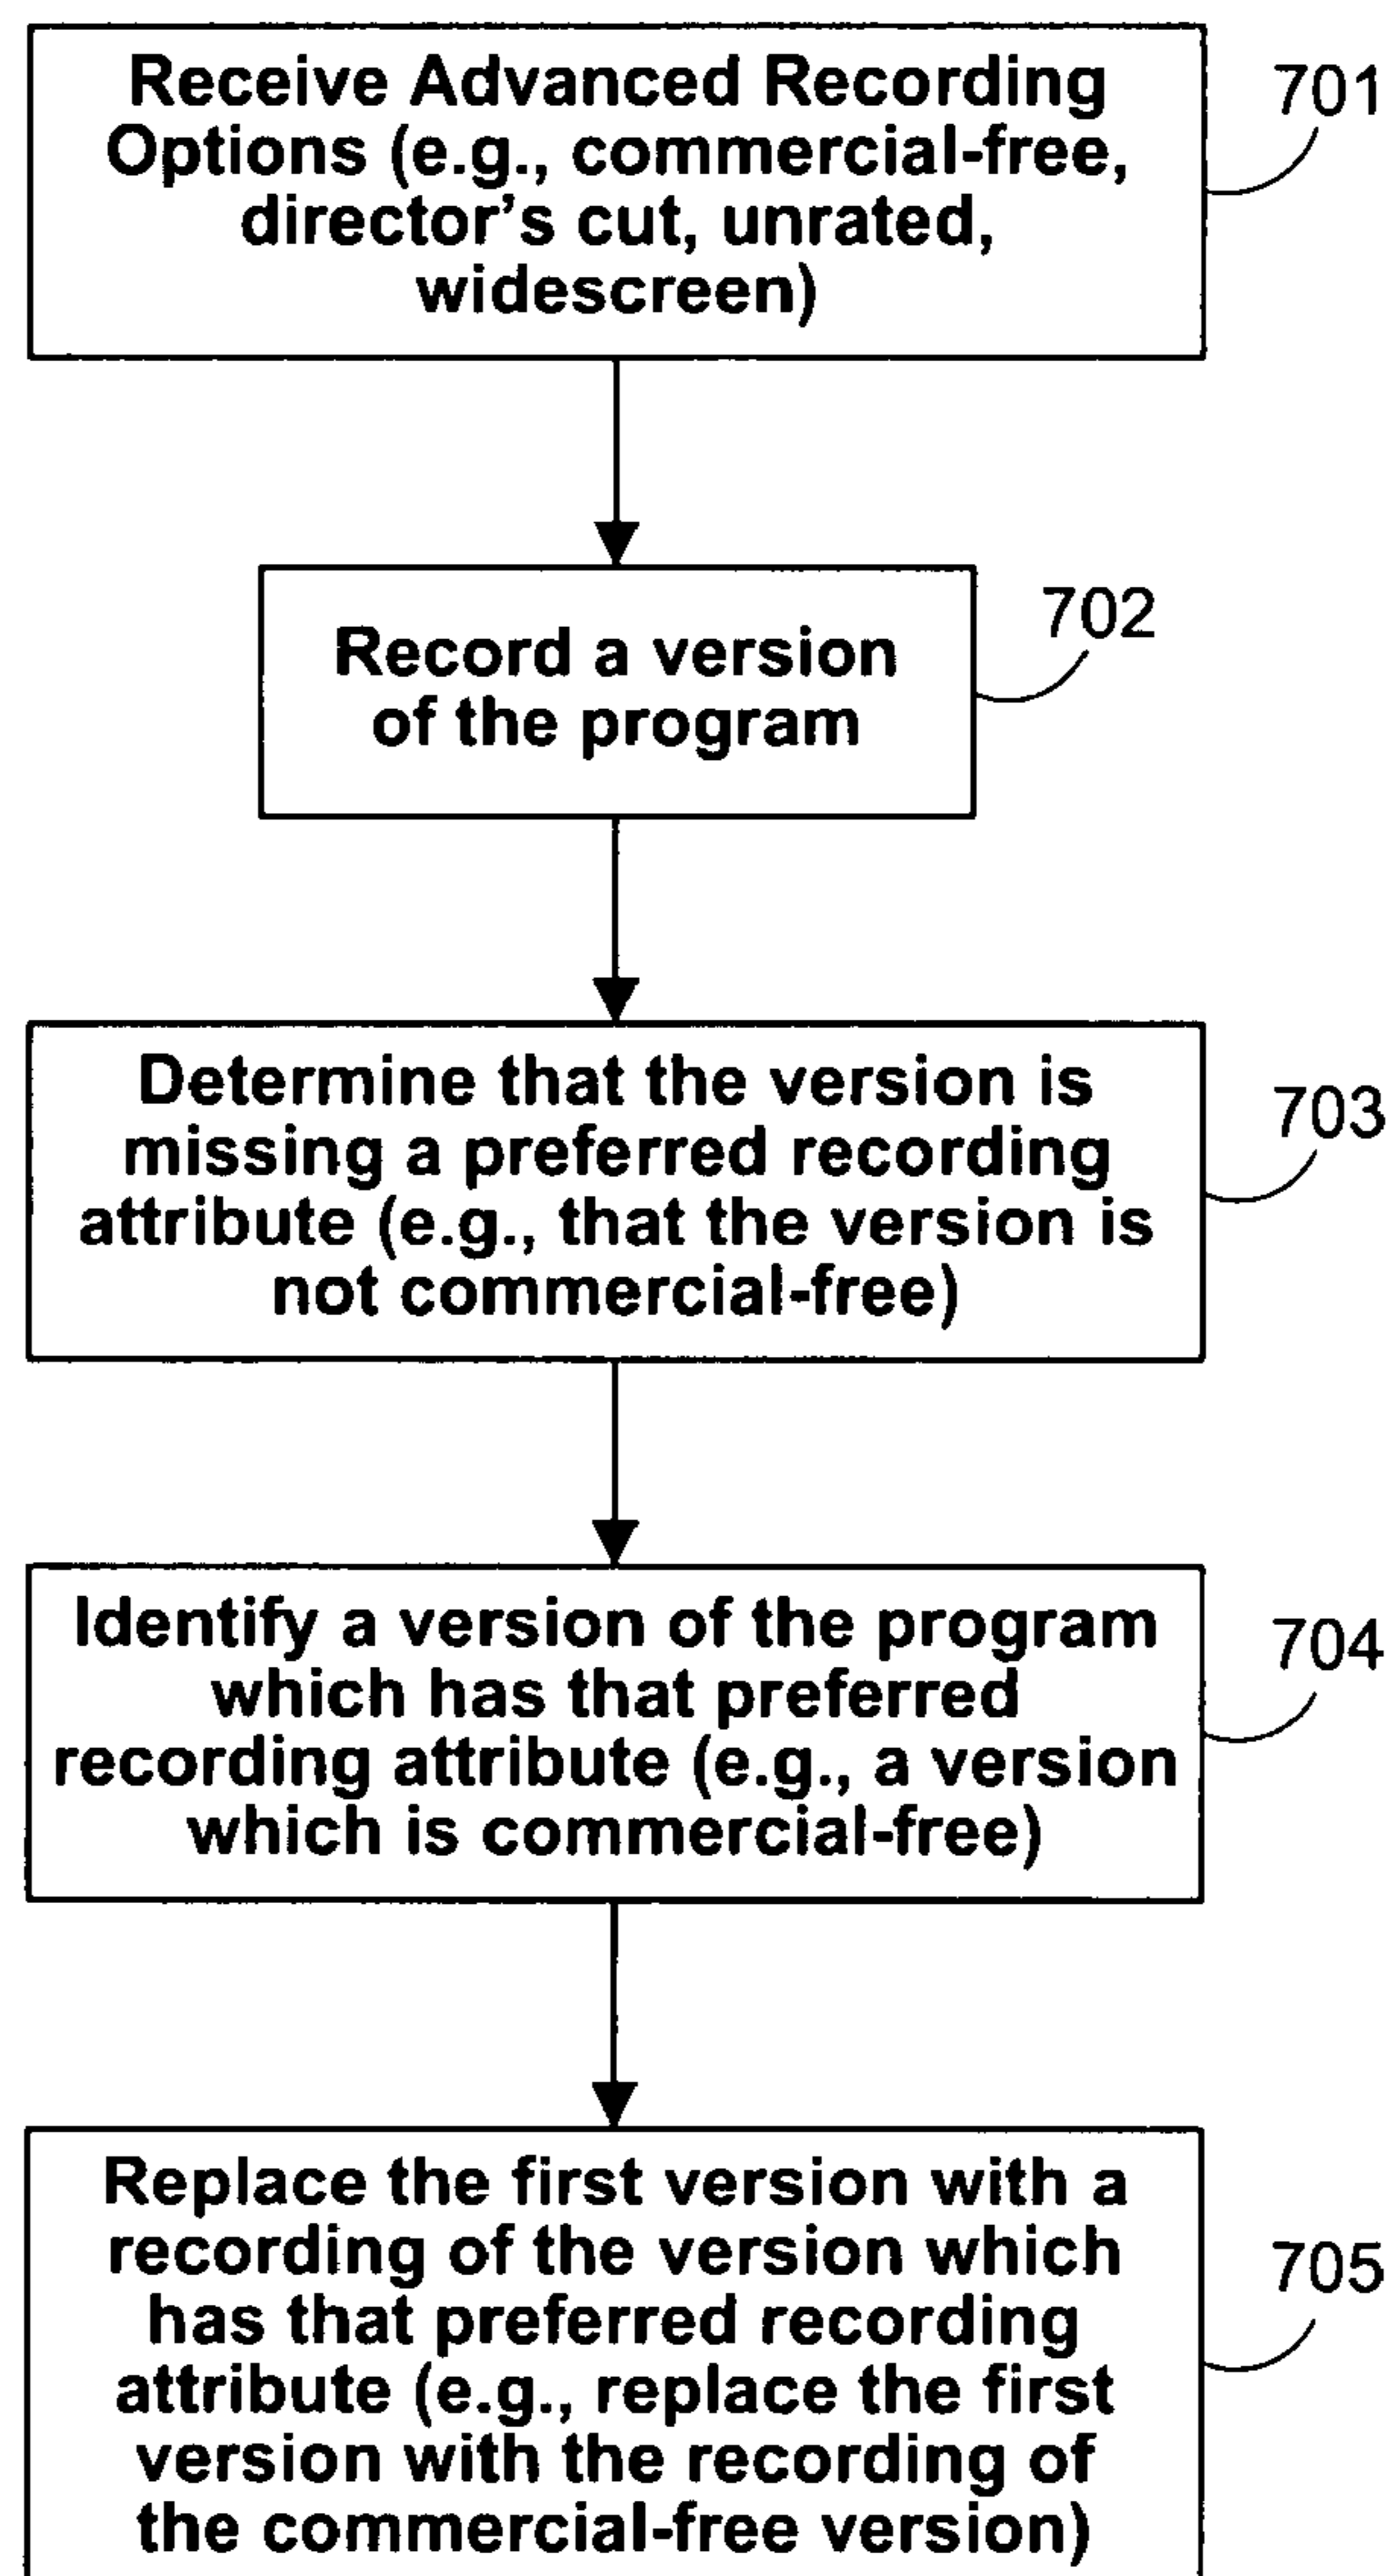 Receive Advanced Recording
Options (e.g., commercial-free,
director's cut, unrated,
widescreen)
701
Record a version
of the program
702
Determine that the version is
missing a preferred recording
attribute (e.g., that the version is
not commercial-free)
703
Identify a version of the program
which has that preferred
recording attribute (e.g., a version
which is commercial-free)
704
Replace the first version with a
recording of the version which
has that preferred recording
attribute (e.g., replace the first
version with the recording of
the commercial-free version)
705